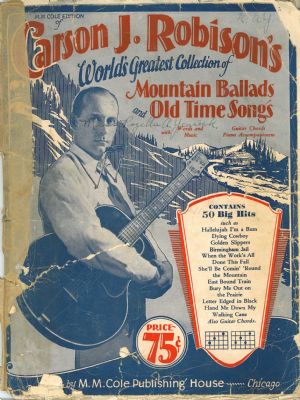 M. M. COLE EDITION
of
Carson J. Robison's
World's Greatest Collection of
Mountain Ballads
and
Old Time Songs
with Words and Music
Guitar Chords
Piano Accompaniment
CONTAINS
50 Big Hits
such as
Hallelujah I'm a Bum
Dying Cowboy
Golden Slippers
Birmingham Jail
When the Work's All
Done This Fall
She'll Be Comin' 'Round
the Mountain
East Bound Train
Bury Me Out on
the Prairie
Letter Edged in Black
Hand Me Down My
Walking Cane
Also Guitar Chords.
PRICE-
75¢
by M. M. Cole Publishing House Chicago